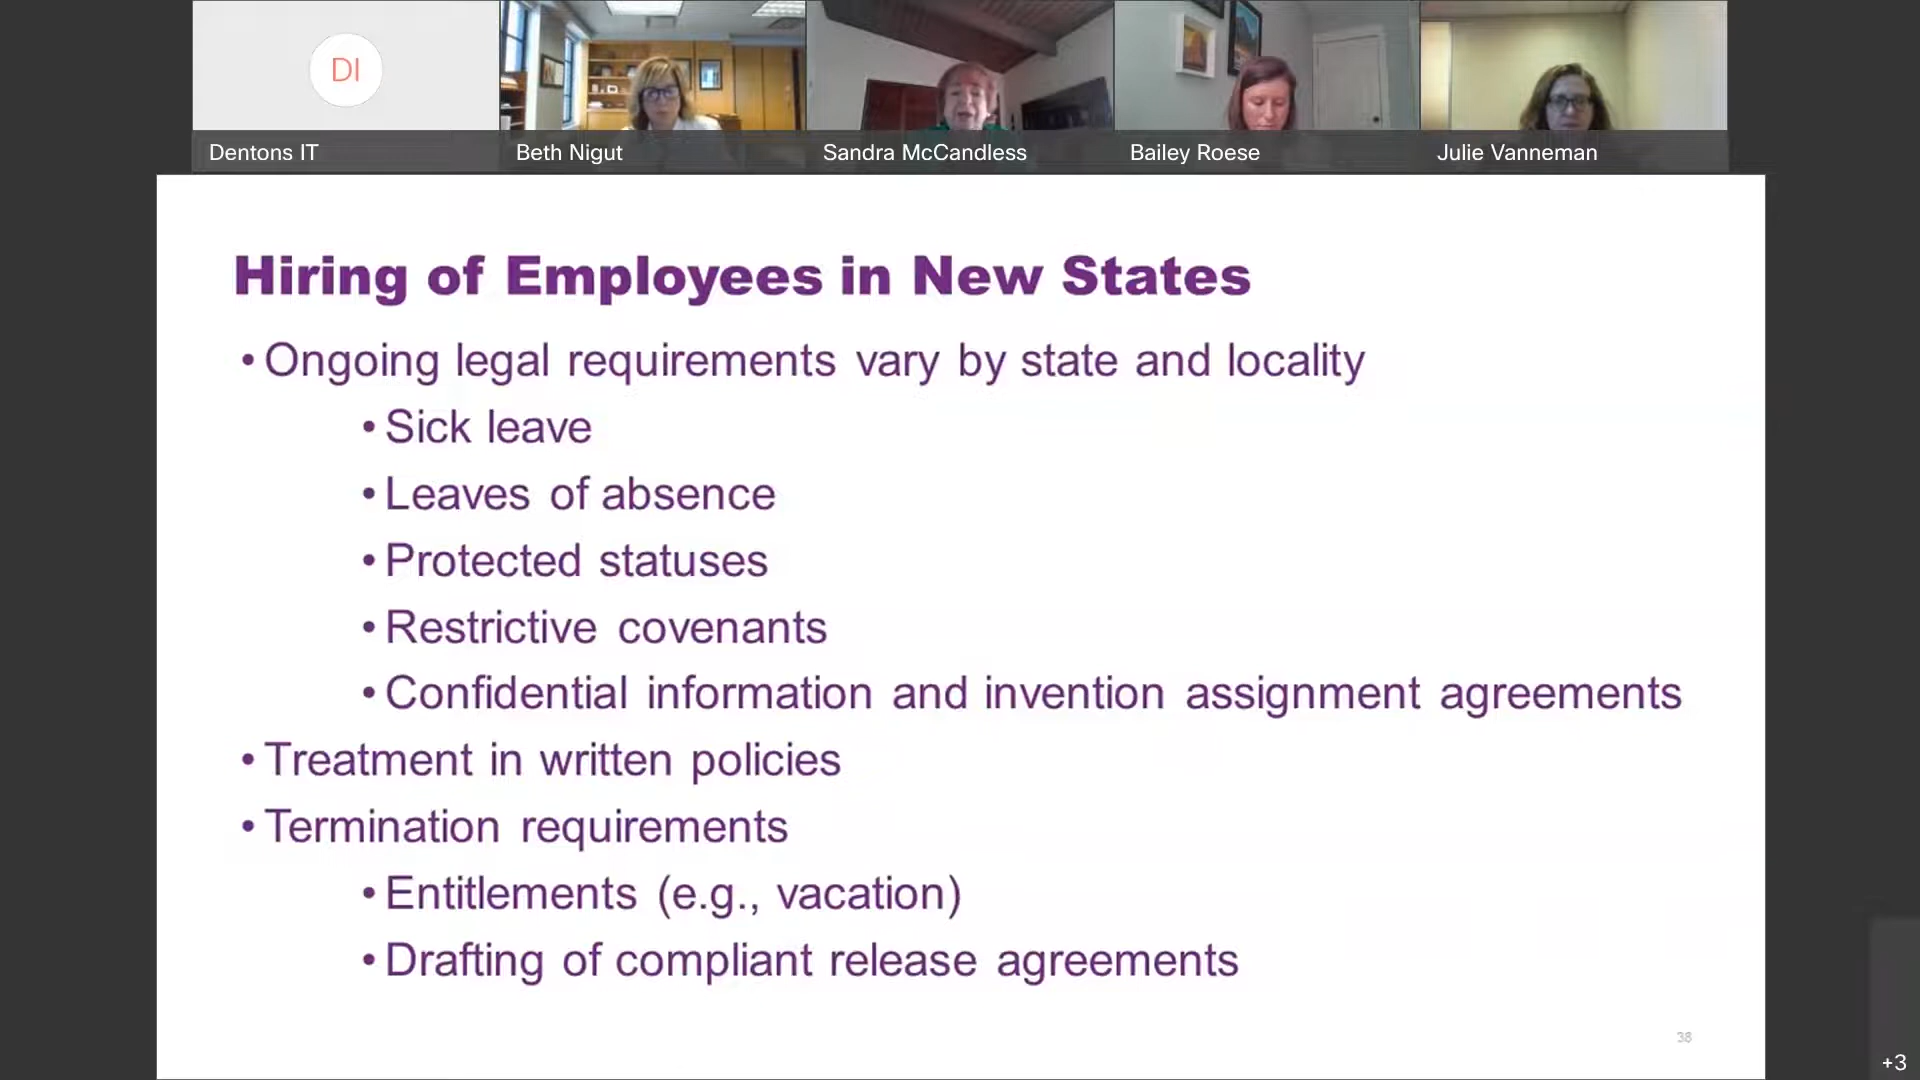 DI
Dentons IT
Beth Nigut
Sandra McCandless
Bailey Roese
Julie Vanneman
Hiring of Employees in New States
• Ongoing legal requirements vary by state and locality
• Sick leave
• Leaves of absence
• Protected statuses
• Restrictive covenants
• Confidential information and invention assignment agreements
• Treatment in written policies
• Termination requirements
• Entitlements (e.g., vacation)
• Drafting of compliant release agreements
38
+3